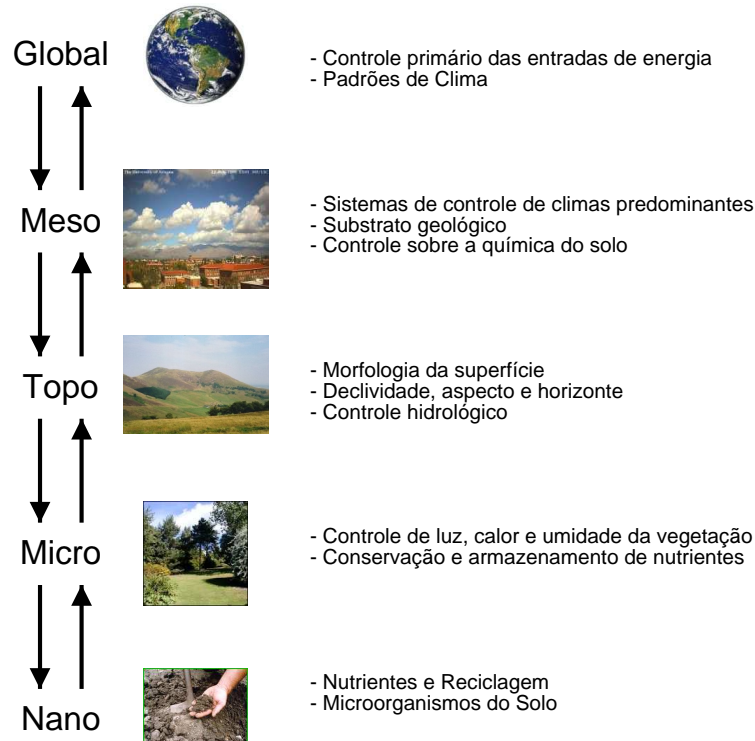 Global
- Controle primário das entradas de energia
- Padrões de Clima
Meso
- Sistemas de controle de climas predominantes
- Substrato geológico
- Controle sobre a química do solo
Topo
- Morfologia da superfície
- Declividade, aspecto e horizonte
- Controle hidrológico
Micro
- Controle de luz, calor e umidade da vegetação
- Conservação e armazenamento de nutrientes
Nano
- Nutrientes e Reciclagem
- Microorganismos do Solo